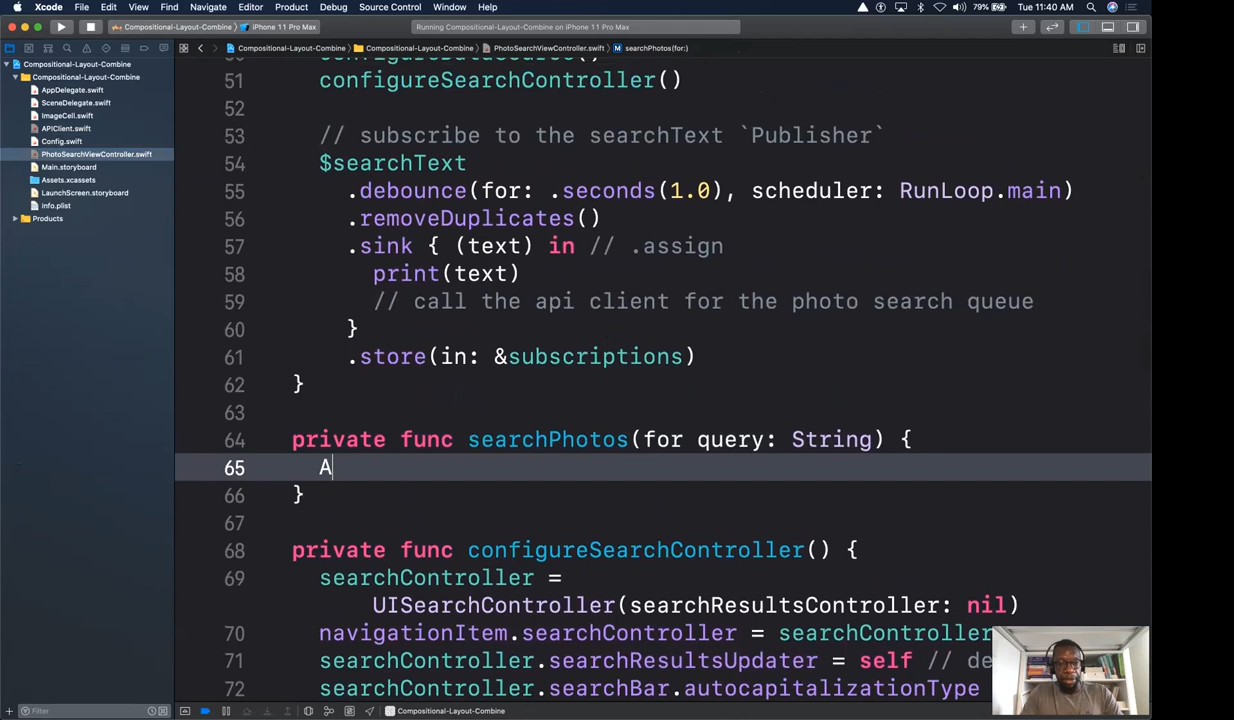 Xcode File Edit View Find Navigate Editor Product Debug Source Control Window Help 79% Tue 11:40 AM
Compositional-Layout-Combine iPhone 11 Pro Max Running Compositional-Layout-Combine on iPhone 11 Pro Max
Compositional-Layout-Combine Compositional-Layout-Combine PhotoSearchViewController.swift M searchPhotos(for:)
Compositional-Layout-Combine
Compositional-Layout-Combine
AppDelegate.swift
SceneDelegate.swift
ImageCell.swift
APIClient.swift
Config.swift
PhotoSearchViewController.swift
Main.storyboard
Assets.xcassets
LaunchScreen.storyboard
Info.plist
Products
50 configureDataSource()
51 configureSearchController()
52
53 // subscribe to the searchText `Publisher`
54 $searchText
55 .debounce(for: .seconds(1.0), scheduler: RunLoop.main)
56 .removeDuplicates()
57 .sink { (text) in // .assign
58 print(text)
59 // call the api client for the photo search queue
60 }
61 .store(in: &subscriptions)
62 }
63
64 private func searchPhotos(for query: String) {
65 A
66 }
67
68 private func configureSearchController() {
69 searchController =
UISearchController(searchResultsController: nil)
70 navigationItem.searchController = searchController
71 searchController.searchResultsUpdater = self // de
72 searchController.searchBar.autocapitalizationType
Filter
Compositional-Layout-Combine